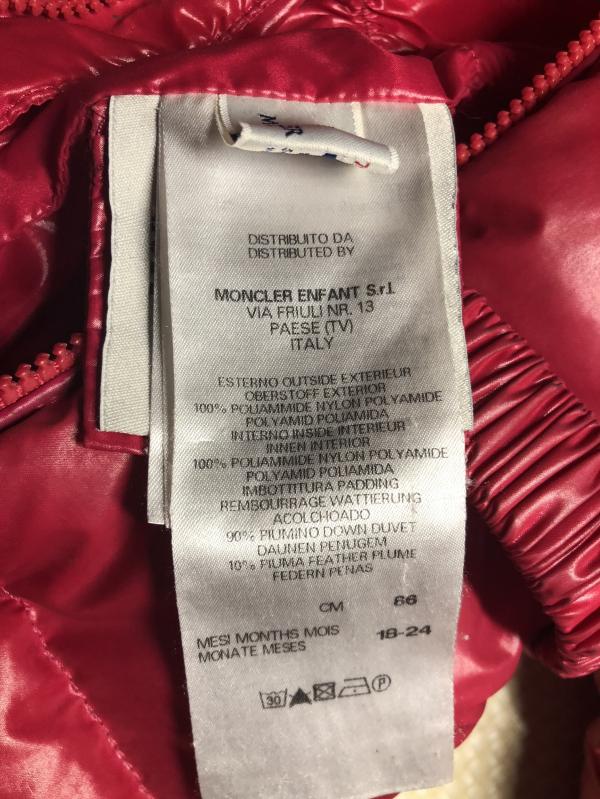 DISTRIBUITO DA
DISTRIBUTED BY
MONCLER ENFANT S.r.l.
VIA FRIULI NR. 13
PAESE (TV)
ITALY
ESTERNO OUTSIDE EXTERIEUR
OBERSTOFF EXTERIOR
100% POLIAMMIDE NYLON POLYAMIDE
POLYAMID POLIAMIDA
INTERNO INSIDE INTERIEUR
INNEN INTERIOR
100% POLIAMMIDE NYLON POLYAMIDE
POLYAMID POLIAMIDA
IMBOTTITURA PADDING
REMBOURRAGE WATTIERUNG
ACOLCHOADO
90% PIUMINO DOWN DUVET
DAUNEN PENUGEM
10% PIUMA FEATHER PLUME
FEDERN PENAS
CM 86
MESI MONTHS MOIS 18-24
MONATE MESES
30 P